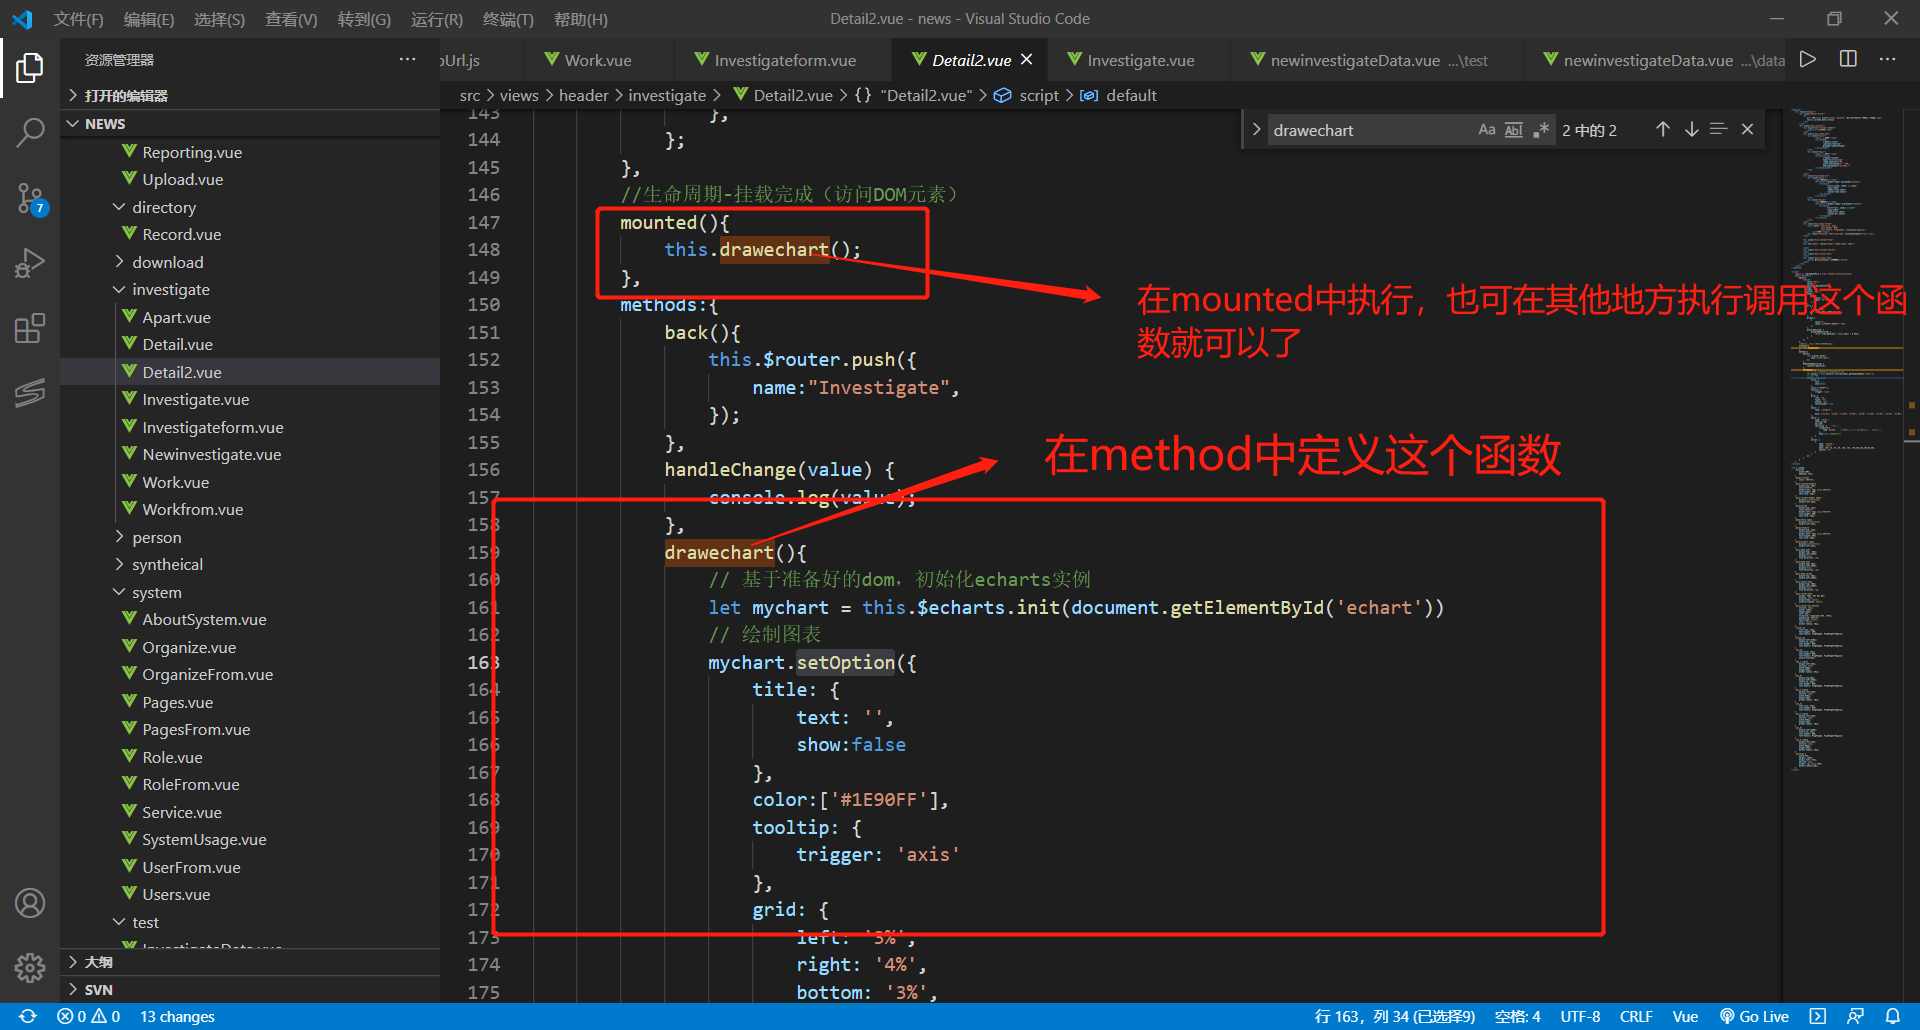 文件(F) 编辑(E) 选择(S) 查看(V) 转到(G) 运行(R) 终端(T) 帮助(H)
Detail2.vue - news - Visual Studio Code
资源管理器
pUrl.js Work.vue Investigateform.vue Detail2.vue Investigate.vue newinvestigateData.vue ...\test newinvestigateData.vue ...\data
打开的编辑器
NEWS
Reporting.vue
Upload.vue
directory
Record.vue
download
investigate
Apart.vue
Detail.vue
Detail2.vue
Investigate.vue
Investigateform.vue
Newinvestigate.vue
Work.vue
Workfrom.vue
person
syntheical
system
AboutSystem.vue
Organize.vue
OrganizeFrom.vue
Pages.vue
PagesFrom.vue
Role.vue
RoleFrom.vue
Service.vue
SystemUsage.vue
UserFrom.vue
Users.vue
test
InvestigateData.vue
大纲
SVN
7
src > views > header > investigate > Detail2.vue > {} "Detail2.vue" > script > default
drawechart Aa Abl .* 2 中的 2
143 },
144 };
145 },
146 //生命周期-挂载完成（访问DOM元素）
147 mounted(){
148 this.drawechart();
149 },
150 methods:{
151 back(){
152 this.$router.push({
153 name:"Investigate",
154 });
155 },
156 handleChange(value) {
157 console.log(value);
158 },
159 drawechart(){
160 // 基于准备好的dom，初始化echarts实例
161 let mychart = this.$echarts.init(document.getElementById('echart'))
162 // 绘制图表
163 mychart.setOption({
164 title: {
165 text: '',
166 show:false
167 },
168 color:['#1E90FF'],
169 tooltip: {
170 trigger: 'axis'
171 },
172 grid: {
173 left: '3%',
174 right: '4%',
175 bottom: '3%',
在mounted中执行，也可在其他地方执行调用这个函
数就可以了
在method中定义这个函数
0 0 13 changes
行 163，列 34 (已选择9) 空格: 4 UTF-8 CRLF Vue Go Live